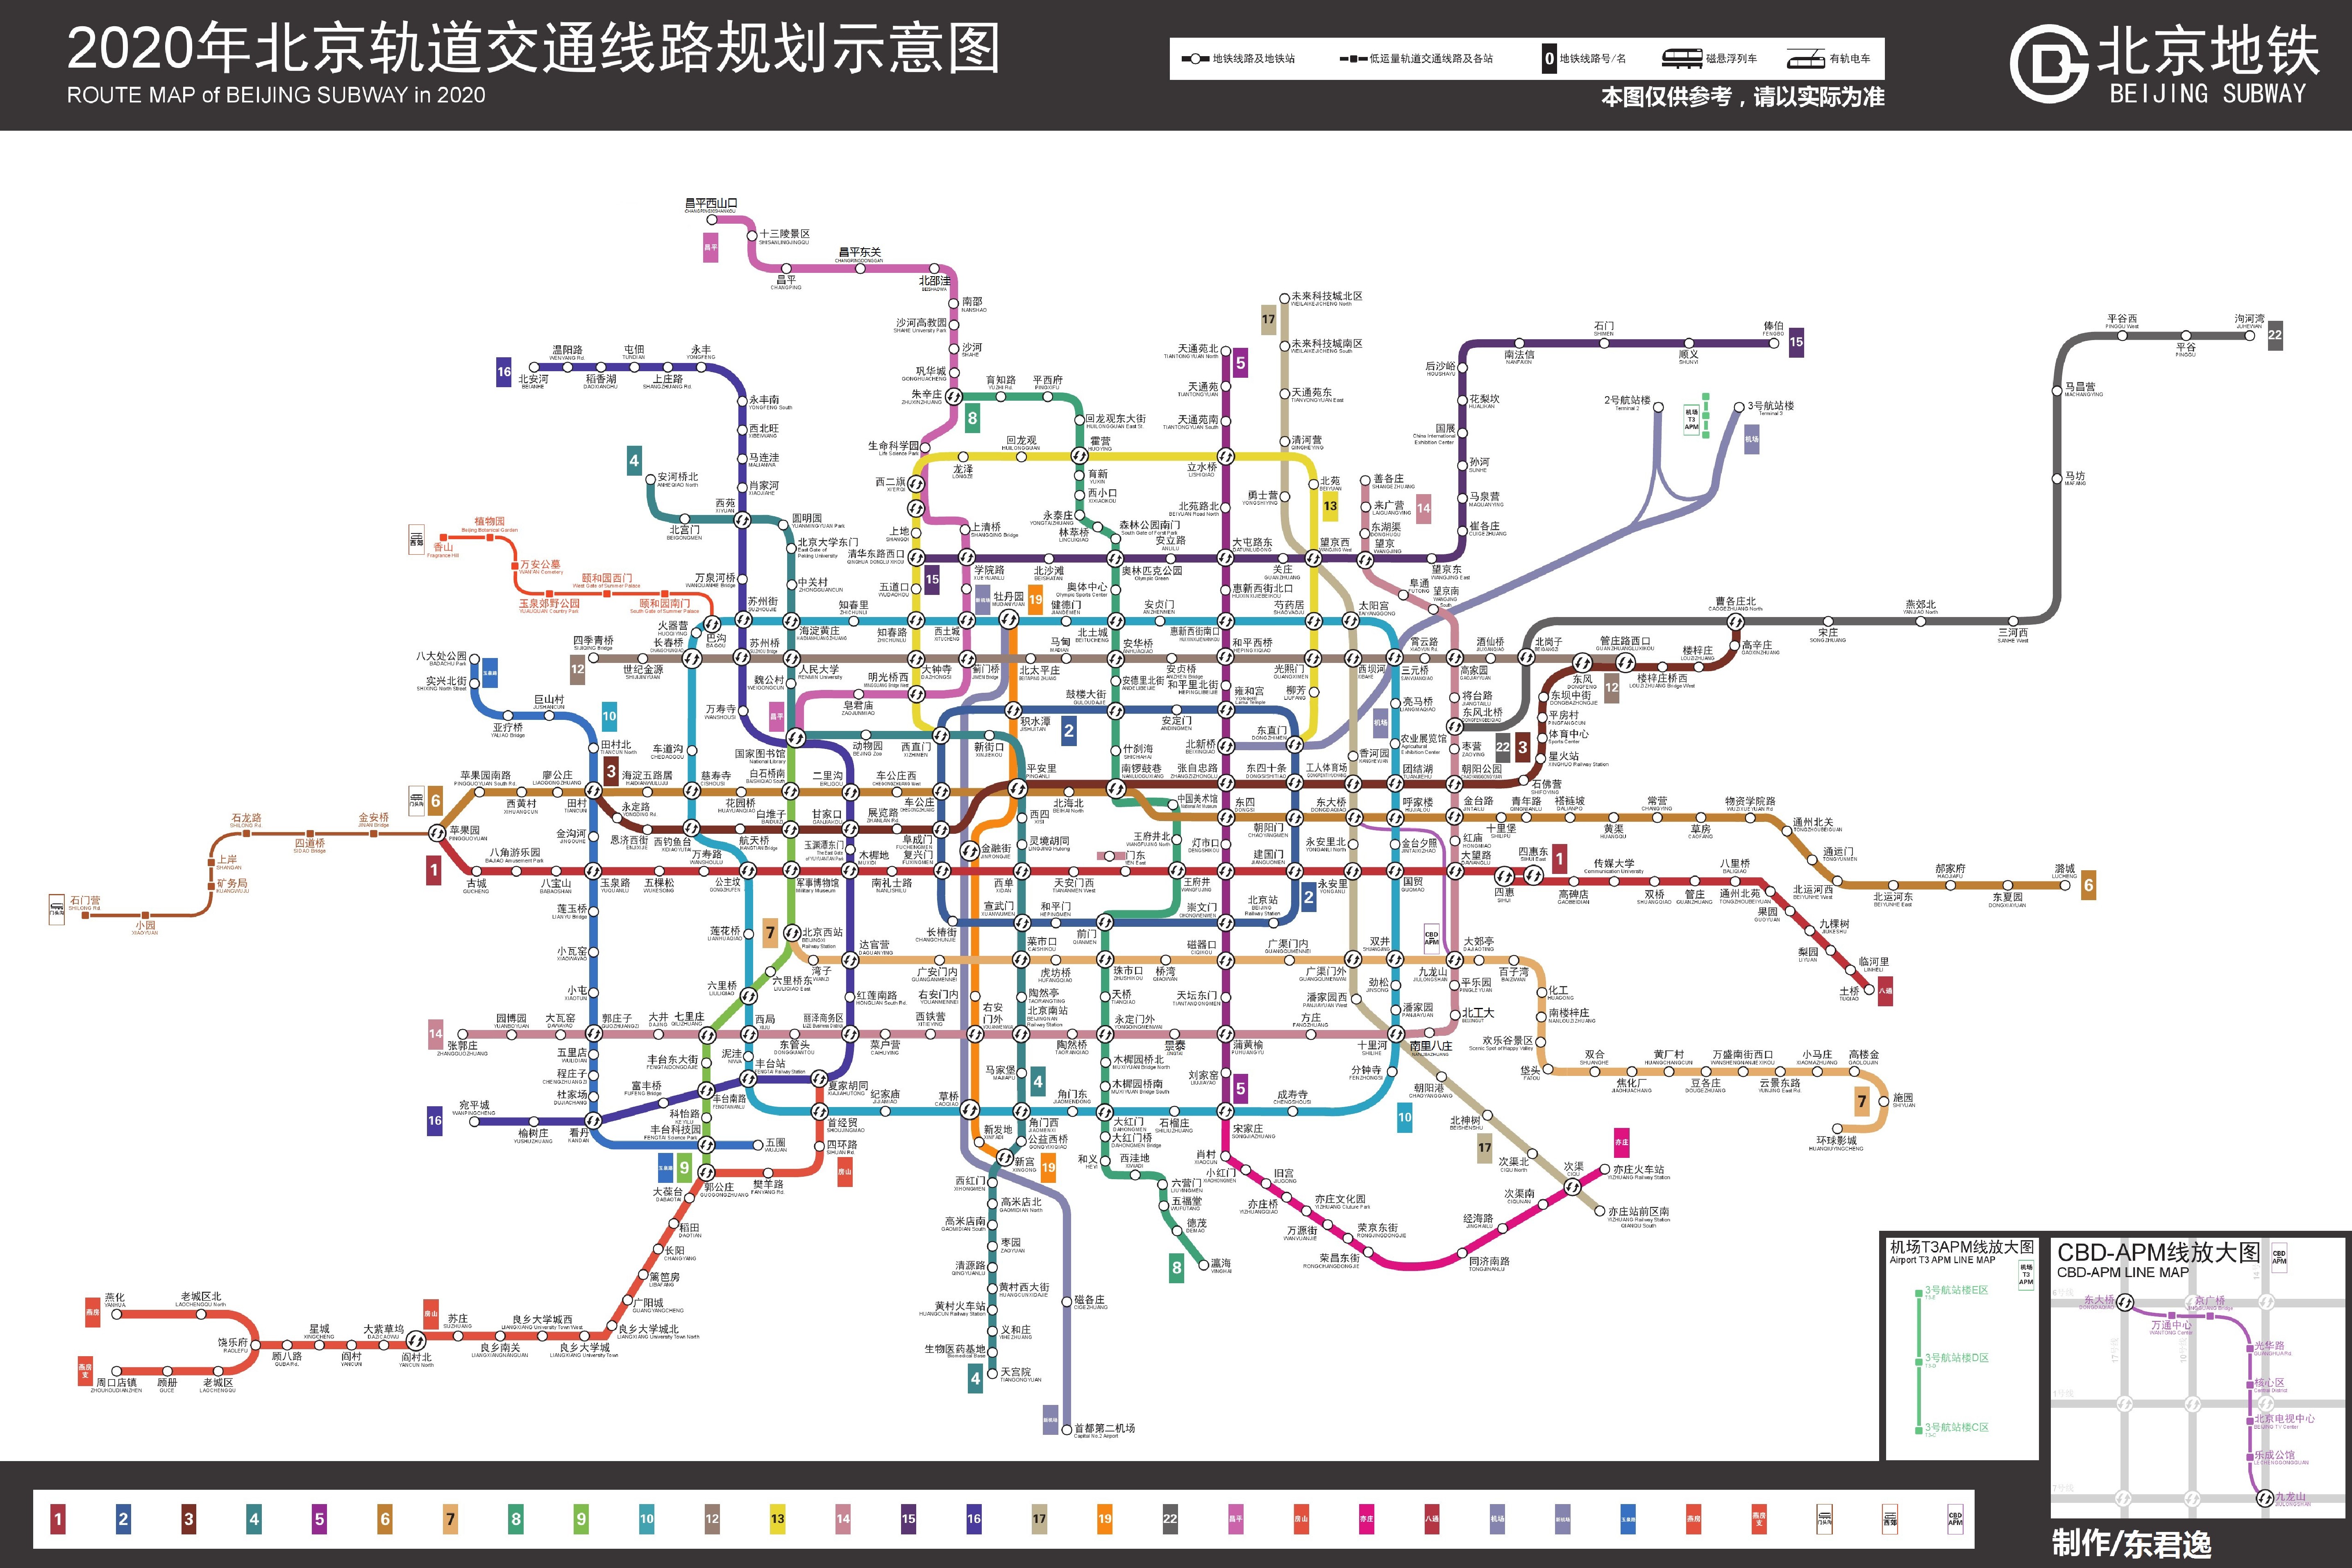 2020年北京轨道交通线路规划示意图
ROUTE MAP of BEIJING SUBWAY in 2020
地铁线路及地铁站
低运量轨道交通线路及各站
0 地铁线路号/名
磁悬浮列车
有轨电车
本图仅供参考，请以实际为准
北京地铁
BEIJING SUBWAY
昌平西山口
十三陵景区
昌平
昌平东关
北邵洼
南邵
沙河高教园
沙河
巩华城
朱辛庄
生命科学园
育知路
平西府
回龙观东大街
霍营
育新
西小口
永泰庄
林萃桥
森林公园南门
回龙观
龙泽
西二旗
上地
五道口
上清桥
学院路
清华东路西口
北沙滩
奥林匹克公园
奥体中心
安立路
大屯路东
关庄
望京西
望京
望京东
崔各庄
马泉营
孙河
国展
花梨坎
后沙峪
南法信
石门
顺义
俸伯
15
天通苑北
5
天通苑
天通苑南
立水桥
北苑路北
惠新西街北口
惠新西街南口
17
未来科技城北区
未来科技城南区
天通苑东
清河营
勇士营
北苑
13
善各庄
来广营
14
东湖渠
阜通
望京南
2号航站楼
Terminal 2
3号航站楼
Terminal 3
机场
T3
APM
平谷西
平谷
泃河湾
22
马昌营
马坊
三河西
燕郊北
宋庄
曹各庄北
高辛庄
楼梓庄
楼梓庄桥西
管庄路西口
东风
北岗子
16
北安河
温阳路
稻香湖
屯佃
上庄路
永丰
永丰南
西北旺
马连洼
肖家河
西苑
万泉河桥
苏州街
苏州桥
万寿寺
4
安河桥北
北宫门
圆明园
北京大学东门
中关村
海淀黄庄
人民大学
魏公村
国家图书馆
动物园
西直门
新街口
平安里
植物园
香山
万安公墓
玉泉郊野公园
颐和园西门
颐和园南门
巴沟
火器营
长春桥
车道沟
慈寿寺
西钓鱼台
公主坟
知春里
知春路
西土城
牡丹园
19
健德门
北土城
安贞门
芍药居
太阳宫
四季青桥
12
世纪金源
大钟寺
蓟门桥
北太平庄
马甸
安华桥
安贞桥
和平西桥
光熙门
西坝河
三元桥
霄云路
高家园
酒仙桥
明光桥西
皂君庙
八大处公园
实兴北街
亚疗桥
巨山村
田村北
10
3
鼓楼大街
安德里北街
和平里北街
雍和宫
柳芳
积水潭
2
安定门
东直门
北新桥
什刹海
南锣鼓巷
张自忠路
东四十条
工人体育场
香河园
亮马桥
农业展览馆
团结湖
将台路
东风北桥
枣营
朝阳公园
石佛营
星火站
体育中心
平房村
东坝中街
苹果园南路
西黄村
廖公庄
田村
海淀五路居
花园桥
白石桥南
二里沟
车公庄西
车公庄
北海北
中国美术馆
东四
朝阳门
东大桥
呼家楼
金台路
十里堡
青年路
褡裢坡
黄渠
常营
草房
物资学院路
通州北关
通运门
北运河西
北运河东
郝家府
东夏园
潞城
6
石门营
小园
矿务局
上岸
石龙路
四道桥
金安桥
苹果园
1
永定路
恩济西街
航天桥
白堆子
甘家口
展览路
阜成门
西四
灵境胡同
王府井北
灯市口
永安里北
金台夕照
红庙
金沟河
八角游乐园
古城
八宝山
玉泉路
五棵松
万寿路
玉渊潭东门
军事博物馆
木樨地
南礼士路
复兴门
金融街
西单
天安门西
门东
王府井
建国门
永安里
国贸
大望路
四惠
四惠东
高碑店
传媒大学
双桥
管庄
八里桥
通州北苑
果园
九棵树
梨园
临河里
土桥
八通
莲玉桥
小瓦窑
小屯
郭庄子
五里店
程庄子
杜家场
看丹
莲花桥
六里桥
六里桥东
7
北京西站
湾子
达官营
广安门内
菜市口
虎坊桥
珠市口
桥湾
磁器口
广渠门内
广渠门外
双井
九龙山
大郊亭
百子湾
化工
南楼梓庄
欢乐谷景区
垡头
双合
焦化厂
黄厂村
豆各庄
万盛南街西口
云景东路
小马庄
高楼金
施园
环球影城
长椿街
宣武门
和平门
前门
崇文门
北京站
红莲南路
右安门内
陶然亭
天桥
天坛东门
潘家园西
劲松
潘家园
平乐园
北工大
14
张郭庄
园博园
大瓦窑
大井
七里庄
西局
东管头
丽泽商务区
菜户营
西铁营
右安门外
北京南站
陶然桥
永定门外
景泰
蒲黄榆
方庄
十里河
南里八庄
丰台东大街
泥洼
丰台站
丰台南路
富丰桥
宛平城
榆树庄
科怡路
丰台科技园
五圈
郭公庄
夏家胡同
首经贸
四环路
樊羊路
纪家庙
草桥
角门西
角门东
大红门
石榴庄
宋家庄
成寿寺
分钟寺
马家堡
木樨园桥北
木樨园桥南
刘家窑
朝阳港
北神树
次渠北
次渠
次渠南
亦庄火车站
亦庄站前区南
经海路
同济南路
荣昌东街
荣京东街
万源街
亦庄文化园
亦庄桥
旧宫
小红门
肖村
亦庄
大红门桥
和义
西洼地
六营门
五福堂
德茂
瀛海
8
新发地
公益西桥
新宫
西红门
高米店北
高米店南
枣园
清源路
黄村西大街
黄村火车站
义和庄
生物医药基地
天宫院
磁各庄
首都第二机场
9
房山
大葆台
稻田
长阳
篱笆房
广阳城
良乡大学城北
良乡大学城
良乡大学城西
良乡南关
苏庄
阎村北
大紫草坞
阎村
星城
顾八路
饶乐府
老城区北
燕化
燕房
老城区
顾册
周口店镇
燕房
支
机场T3APM线放大图
Airport T3 APM LINE MAP
3号航站楼E区
3号航站楼D区
3号航站楼C区
CBD-APM线放大图
CBD-APM LINE MAP
CBD
APM
东大桥
万通中心
京广桥
光华路
核心区
北京电视中心
乐成公馆
九龙山
1 2 3 4 5 6 7 8 9 10 12 13 14 15 16 17 19 22 昌平 房山 亦庄 八通 机场 新机场 玉泉路 燕房 燕房支 门头沟 西郊 CBD APM
制作/东君逸